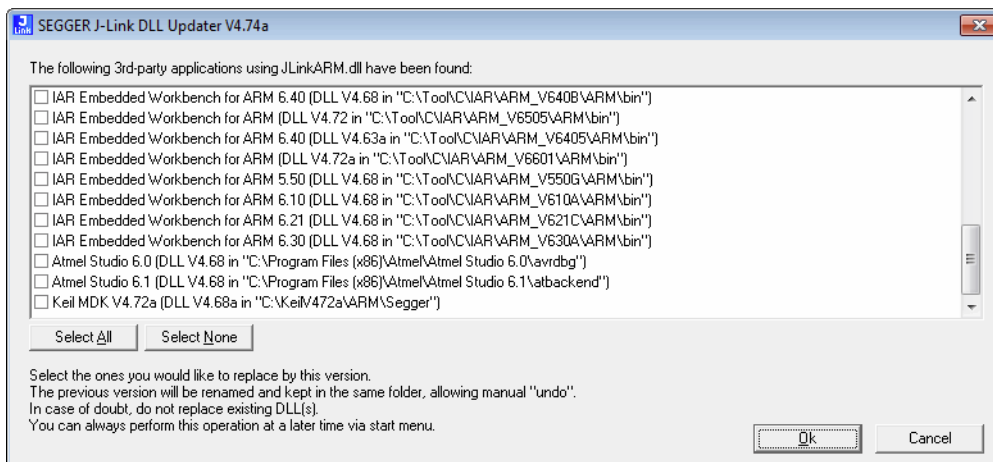 J
LINK
SEGGER J-Link DLL Updater V4.74a
The following 3rd-party applications using JLinkARM.dll have been found:
IAR Embedded Workbench for ARM 6.40 (DLL V4.68 in "C:\Tool\C\IAR\ARM_V640B\ARM\bin")
IAR Embedded Workbench for ARM (DLL V4.72 in "C:\Tool\C\IAR\ARM_V6505\ARM\bin")
IAR Embedded Workbench for ARM 6.40 (DLL V4.63a in "C:\Tool\C\IAR\ARM_V6405\ARM\bin")
IAR Embedded Workbench for ARM (DLL V4.72a in "C:\Tool\C\IAR\ARM_V6601\ARM\bin")
IAR Embedded Workbench for ARM 5.50 (DLL V4.68 in "C:\Tool\C\IAR\ARM_V550G\ARM\bin")
IAR Embedded Workbench for ARM 6.10 (DLL V4.68 in "C:\Tool\C\IAR\ARM_V610A\ARM\bin")
IAR Embedded Workbench for ARM 6.21 (DLL V4.68 in "C:\Tool\C\IAR\ARM_V621C\ARM\bin")
IAR Embedded Workbench for ARM 6.30 (DLL V4.68 in "C:\Tool\C\IAR\ARM_V630A\ARM\bin")
Atmel Studio 6.0 (DLL V4.68 in "C:\Program Files (x86)\Atmel\Atmel Studio 6.0\avrdbg")
Atmel Studio 6.1 (DLL V4.68 in "C:\Program Files (x86)\Atmel\Atmel Studio 6.1\atbackend")
Keil MDK V4.72a (DLL V4.68a in "C:\KeilV472a\ARM\Segger")
Select All Select None
Select the ones you would like to replace by this version.
The previous version will be renamed and kept in the same folder, allowing manual "undo".
In case of doubt, do not replace existing DLL(s).
You can always perform this operation at a later time via start menu.
Ok Cancel